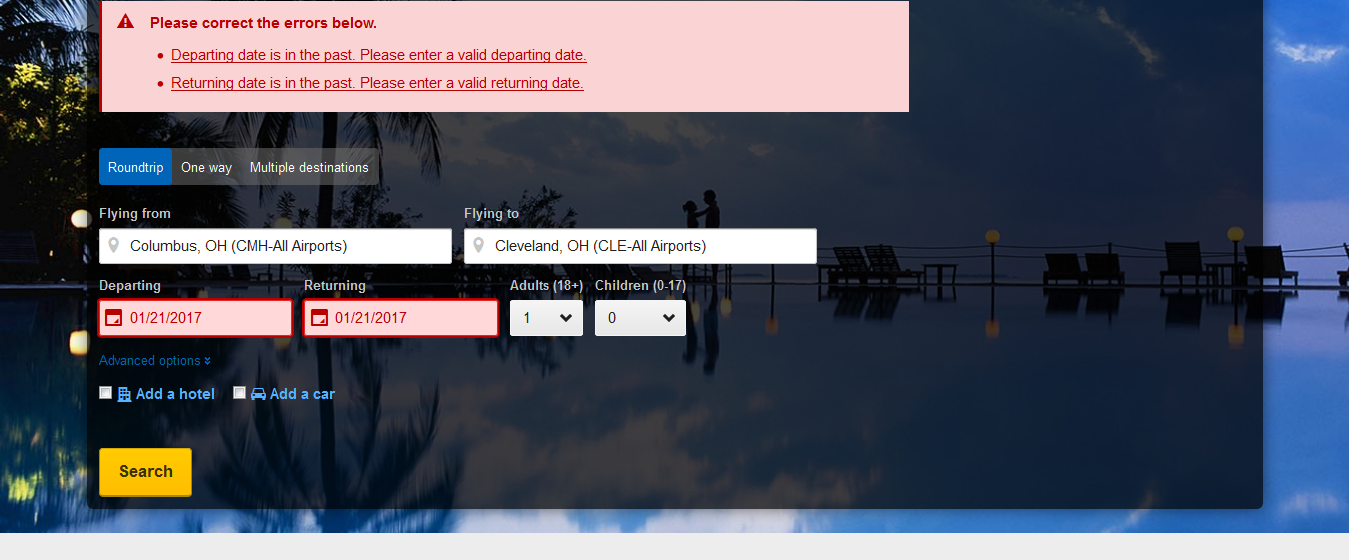 Please correct the errors below.
Departing date is in the past. Please enter a valid departing date.
Returning date is in the past. Please enter a valid returning date.
Roundtrip One way Multiple destinations
Flying from Flying to
Columbus, OH (CMH-All Airports) Cleveland, OH (CLE-All Airports)
Departing Returning Adults (18+) Children (0-17)
01/21/2017 01/21/2017 1 0
Advanced options
Add a hotel Add a car
Search